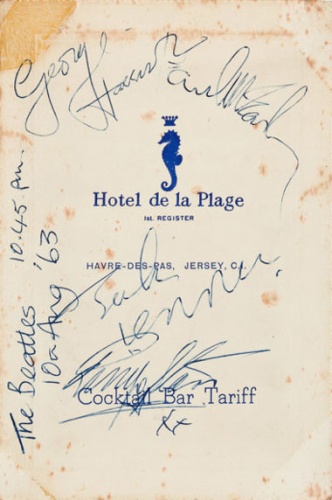 George Harrison
Paul McCartney
Hotel de la Plage
1st. REGISTER
HAVRE-DES-PAS, JERSEY, C.I.
John
Lennon
Ringo Starr
Cocktail Bar Tariff
xx
The Beatles 10.45. pm.
10th Aug '63